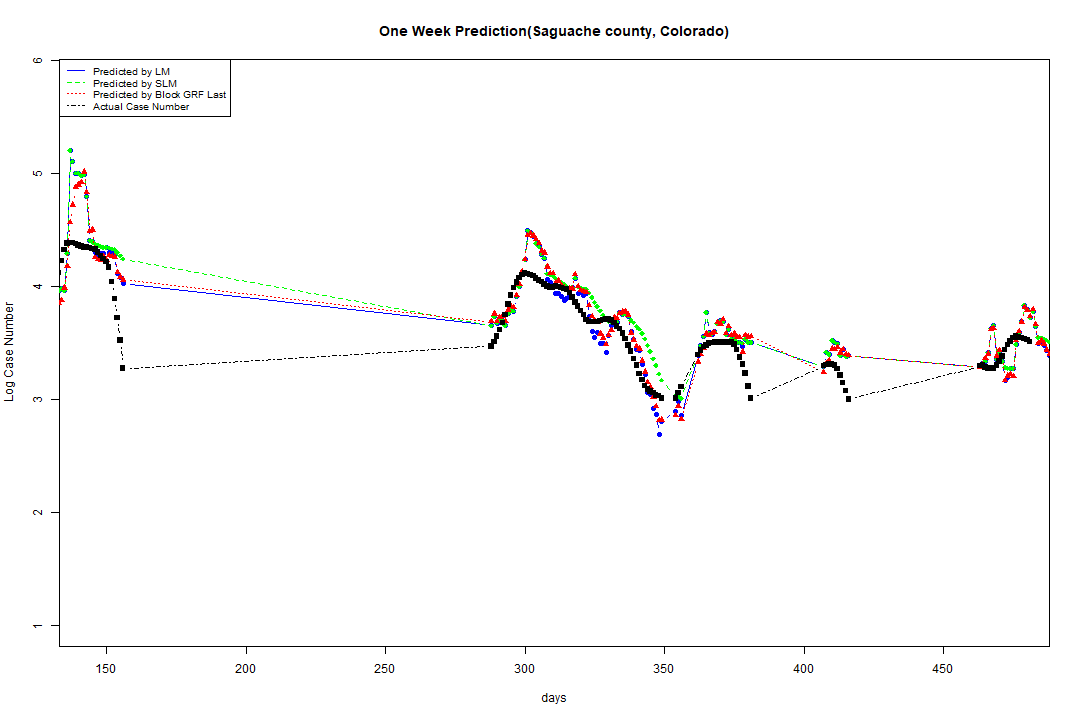 One Week Prediction(Saguache county, Colorado)
Predicted by LM
Predicted by SLM
Predicted by Block GRF Last
Actual Case Number
6
5
4
3
2
1
Log Case Number
150 200 250 300 350 400 450
days